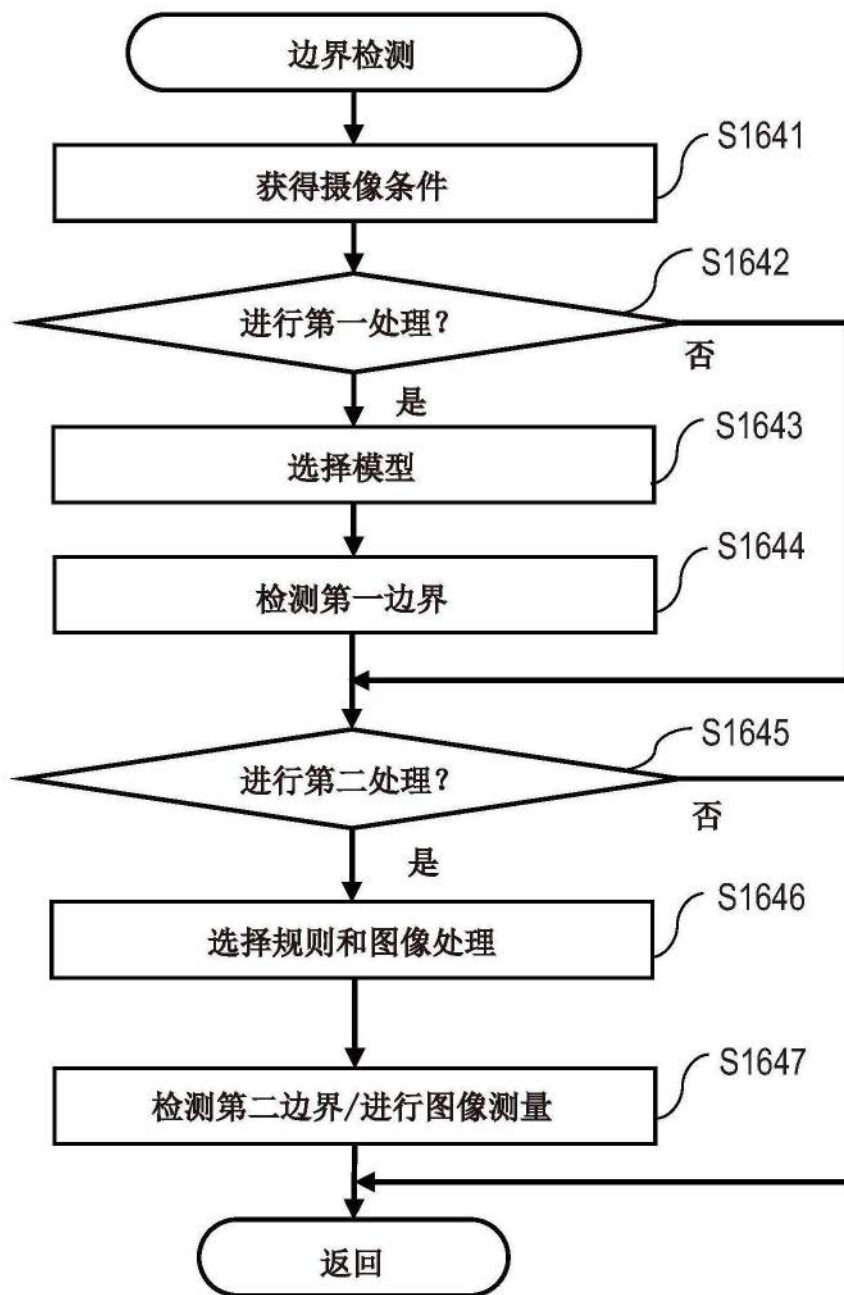 边界检测
S1641
获得摄像条件
S1642
进行第一处理?
否
是
S1643
选择模型
S1644
检测第一边界
S1645
进行第二处理?
否
是
S1646
选择规则和图像处理
S1647
检测第二边界/进行图像测量
返回